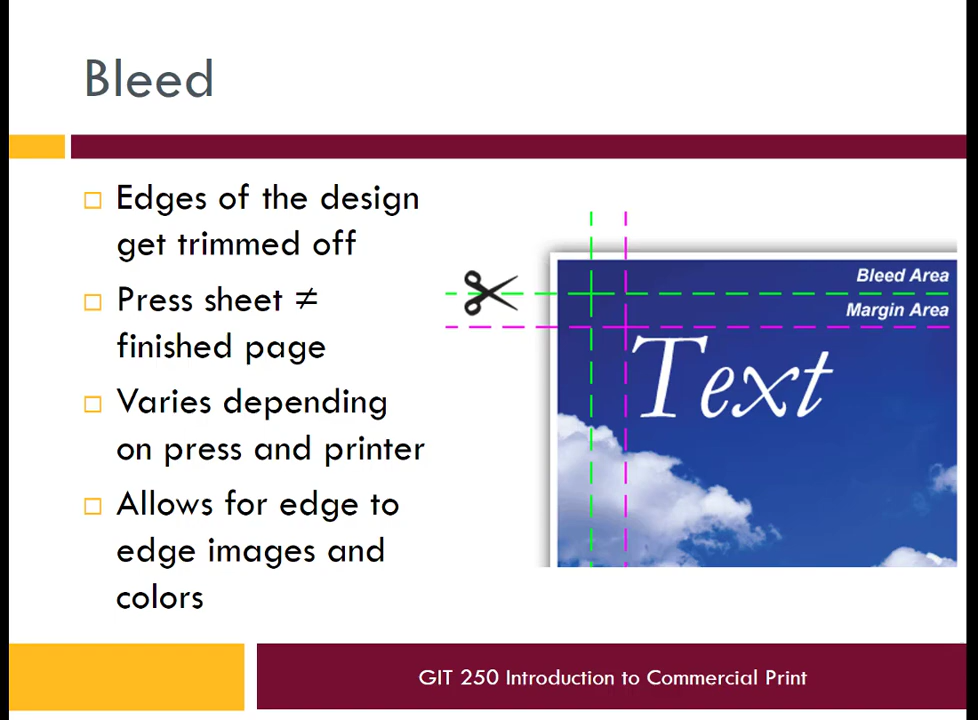 Bleed
Edges of the design
get trimmed off
Press sheet ≠
finished page
Varies depending
on press and printer
Allows for edge to
edge images and
colors
Bleed Area
Margin Area
Text
GIT 250 Introduction to Commercial Print